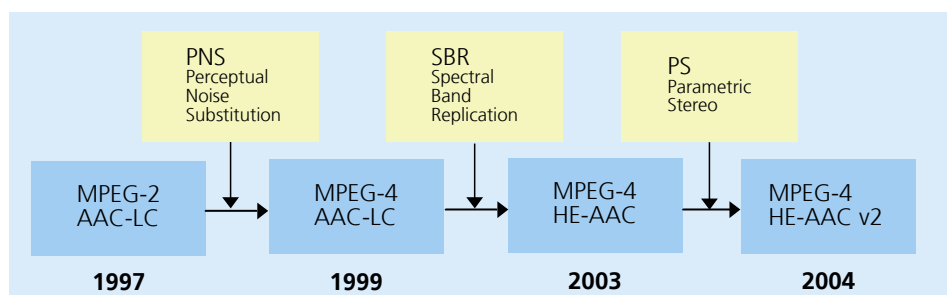 PNS
Perceptual
Noise
Substitution
SBR
Spectral
Band
Replication
PS
Parametric
Stereo
MPEG-2
AAC-LC
MPEG-4
AAC-LC
MPEG-4
HE-AAC
MPEG-4
HE-AAC v2
1997
1999
2003
2004